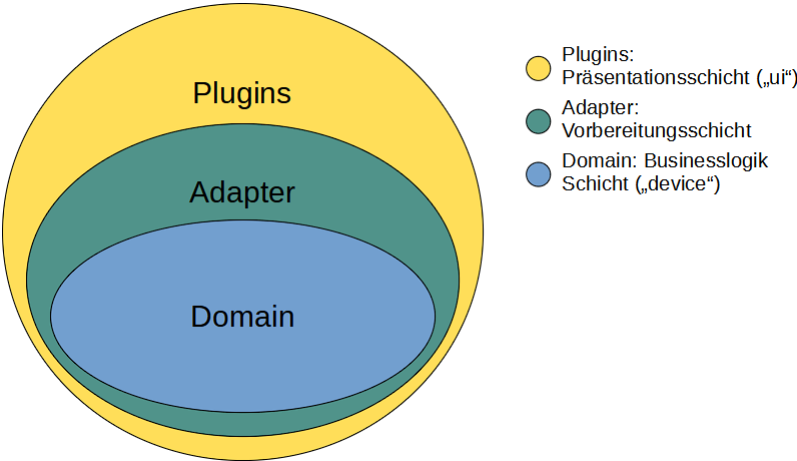 Plugins
Adapter
Domain
Plugins:
Präsentationsschicht („ui“)
Adapter:
Vorbereitungsschicht
Domain: Businesslogik
Schicht („device“)